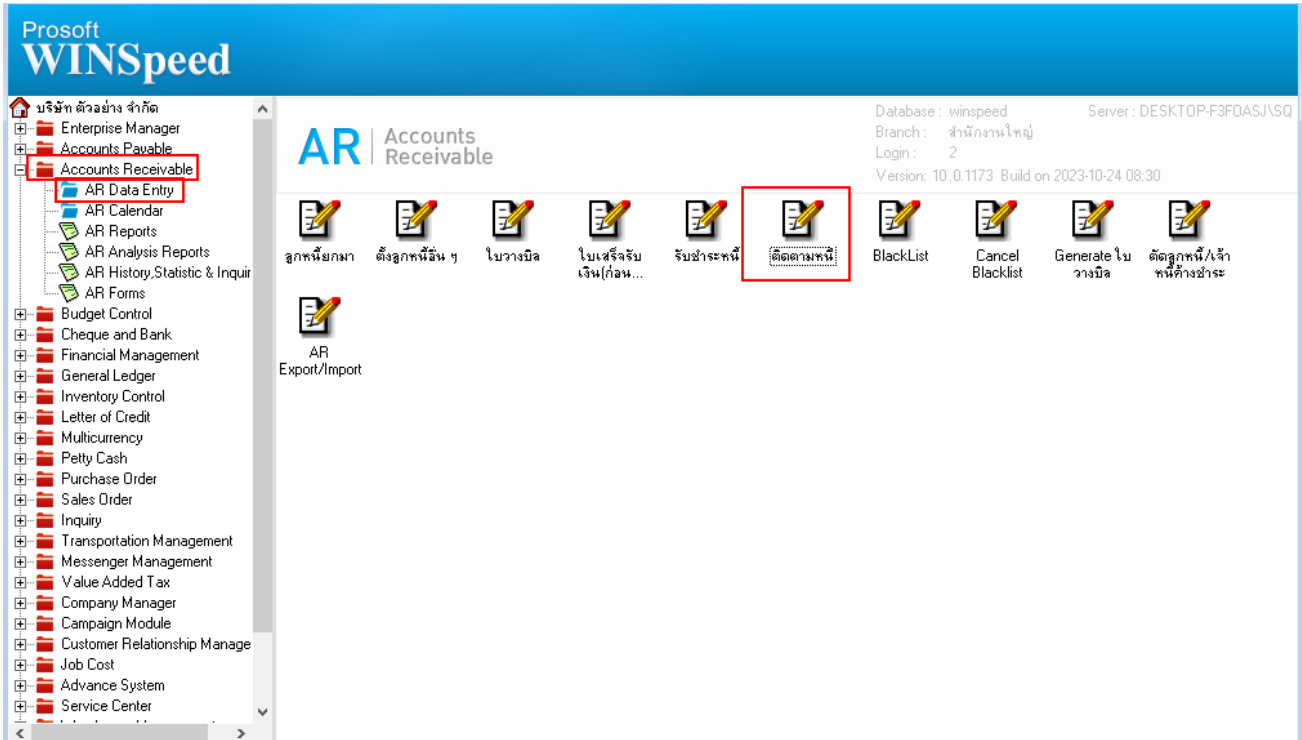 Prosoft
WINSpeed
บริษัท ตัวอย่าง จำกัด
Enterprise Manager
Accounts Payable
Accounts Receivable
AR Data Entry
AR Calendar
AR Reports
AR Analysis Reports
AR History,Statistic & Inquir
AR Forms
Budget Control
Cheque and Bank
Financial Management
General Ledger
Inventory Control
Letter of Credit
Multicurrency
Petty Cash
Purchase Order
Sales Order
Inquiry
Transportation Management
Messenger Management
Value Added Tax
Company Manager
Campaign Module
Customer Relationship Manage
Job Cost
Advance System
Service Center
AR Accounts
Receivable
Database : winspeed Server : DESKTOP-F3F0ASJ\SQ
Branch : สำนักงานใหญ่
Login : 2
Version: 10.0.1173 Build on 2023-10-24 08:30
ลูกหนี้ยกมา
ตั้งลูกหนี้อื่น ๆ
ใบวางบิล
ใบเสร็จรับ
เงิน(ก่อน...
รับชำระหนี้
ติดตามหนี้
BlackList
Cancel
Blacklist
Generate ใบ
วางบิล
ตัดลูกหนี้/เจ้า
หนี้ค้างชำระ
AR
Export/Import